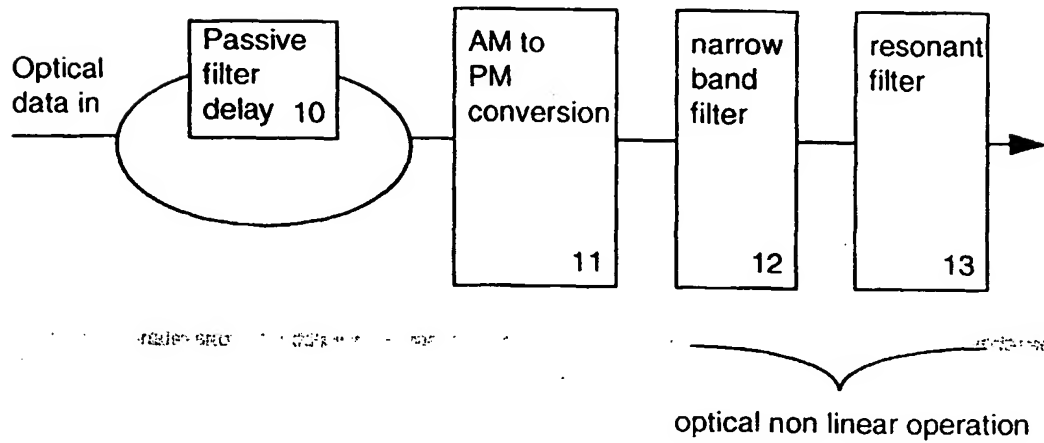 Optical
data in
Passive
filter
delay 10
AM to
PM
conversion
11
narrow
band
filter
12
resonant
filter
13
optical non linear operation